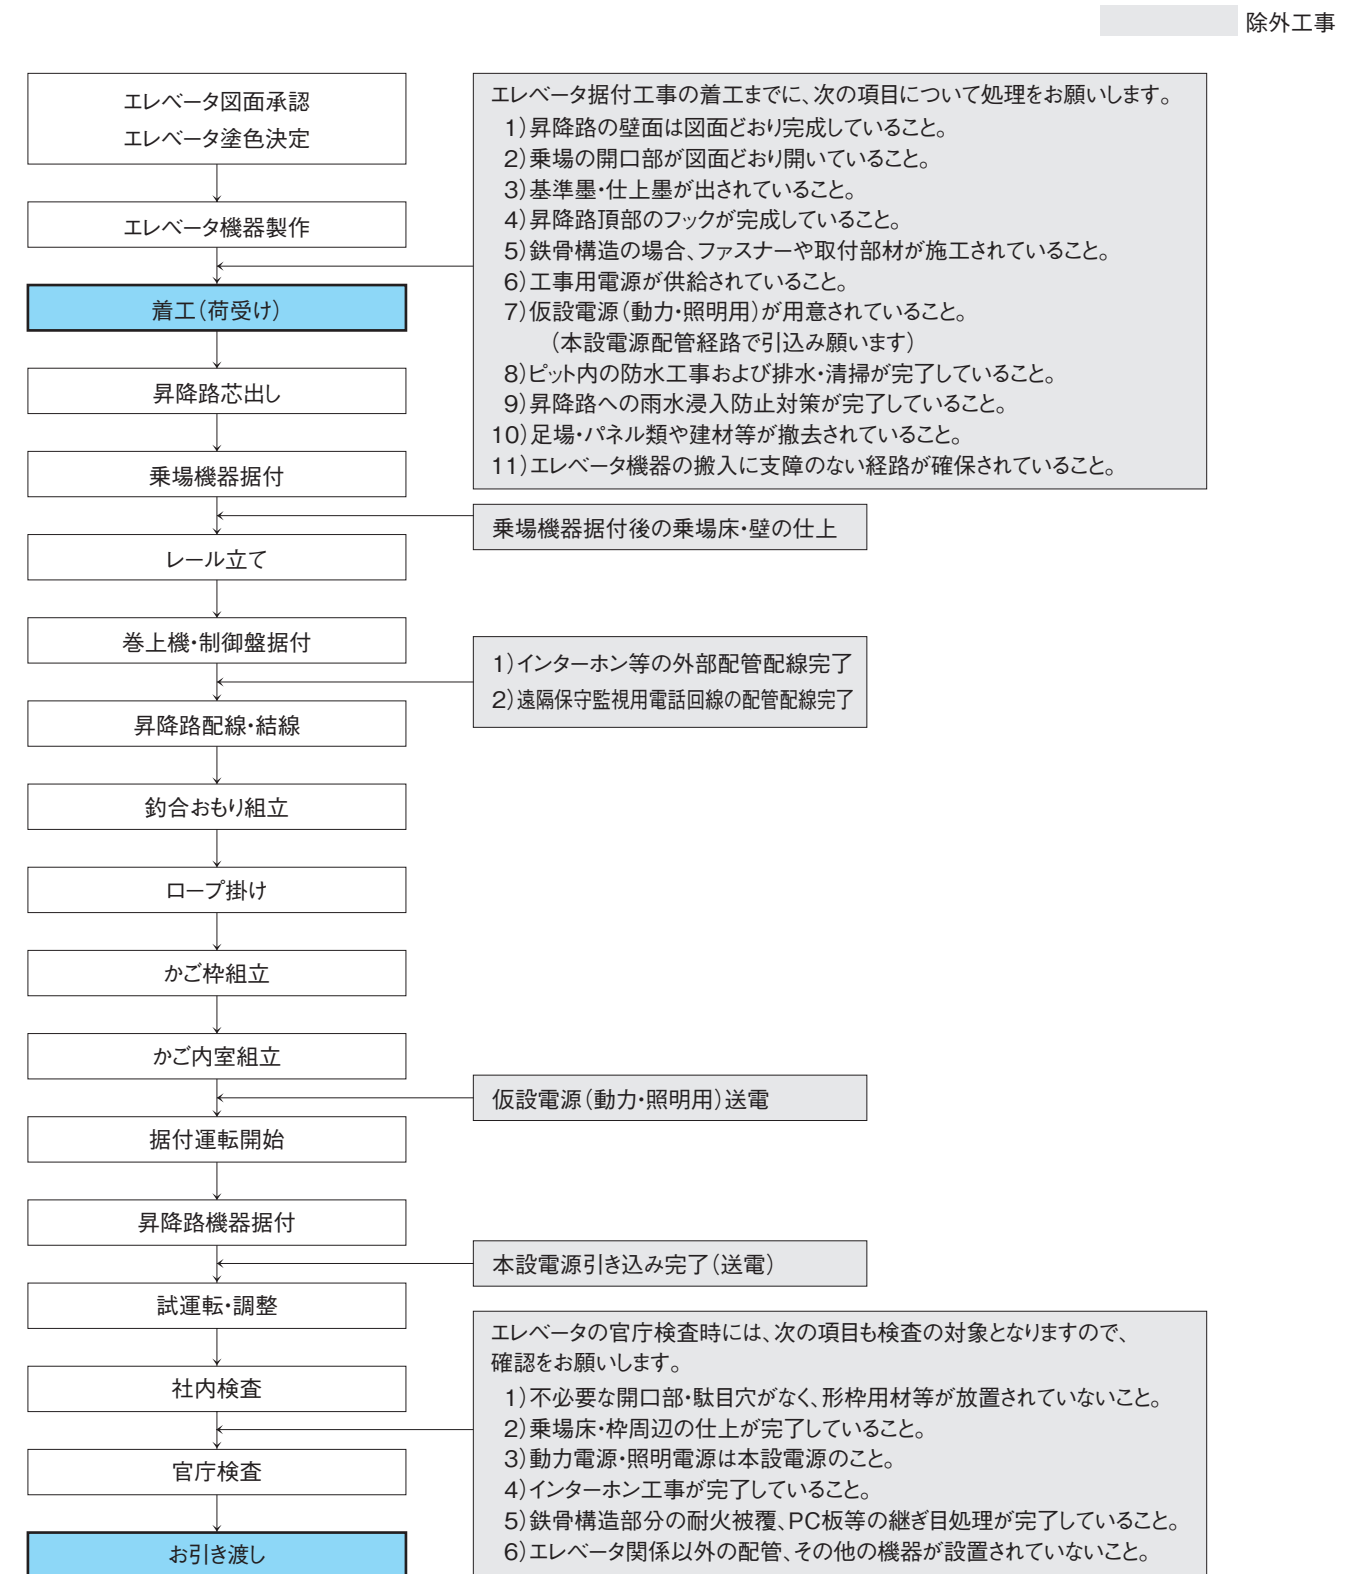 除外工事
エレベータ図面承認
エレベータ塗色決定
エレベータ機器製作
着工（荷受け）
昇降路芯出し
乗場機器据付
レール立て
巻上機・制御盤据付
昇降路配線・結線
釣合おもり組立
ロープ掛け
かご枠組立
かご内室組立
据付運転開始
昇降路機器据付
試運転・調整
社内検査
官庁検査
お引き渡し
エレベータ据付工事の着工までに、次の項目について処理をお願いします。
1）昇降路の壁面は図面どおり完成していること。
2）乗場の開口部が図面どおり開いていること。
3）基準墨・仕上墨が出されていること。
4）昇降路頂部のフックが完成していること。
5）鉄骨構造の場合、ファスナーや取付部材が施工されていること。
6）工事用電源が供給されていること。
7）仮設電源（動力・照明用）が用意されていること。
（本設電源配管経路で引込み願います）
8）ピット内の防水工事および排水・清掃が完了していること。
9）昇降路への雨水浸入防止対策が完了していること。
10）足場・パネル類や建材等が撤去されていること。
11）エレベータ機器の搬入に支障のない経路が確保されていること。
乗場機器据付後の乗場床・壁の仕上
1）インターホン等の外部配管配線完了
2）遠隔保守監視用電話回線の配管配線完了
仮設電源（動力・照明用）送電
本設電源引き込み完了（送電）
エレベータの官庁検査時には、次の項目も検査の対象となりますので、
確認をお願いします。
1）不必要な開口部・駄目穴がなく、形枠用材等が放置されていないこと。
2）乗場床・枠周辺の仕上が完了していること。
3）動力電源・照明電源は本設電源のこと。
4）インターホン工事が完了していること。
5）鉄骨構造部分の耐火被覆、PC板等の継ぎ目処理が完了していること。
6）エレベータ関係以外の配管、その他の機器が設置されていないこと。